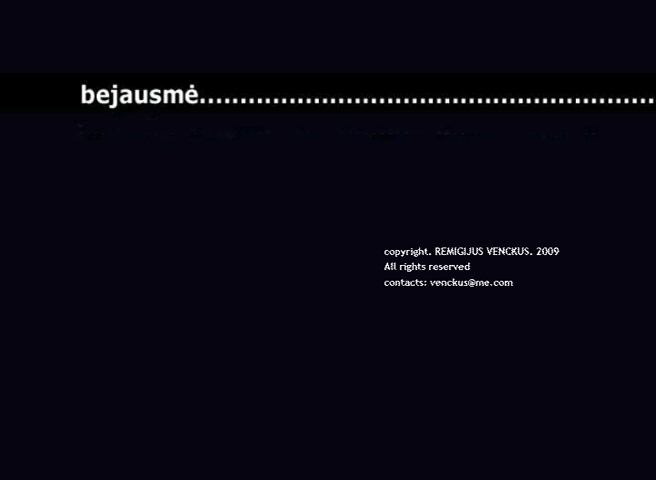 bejausmė.............................................
copyright. REMIGIJUS VENCKUS. 2009
All rights reserved
contacts: venckus@me.com